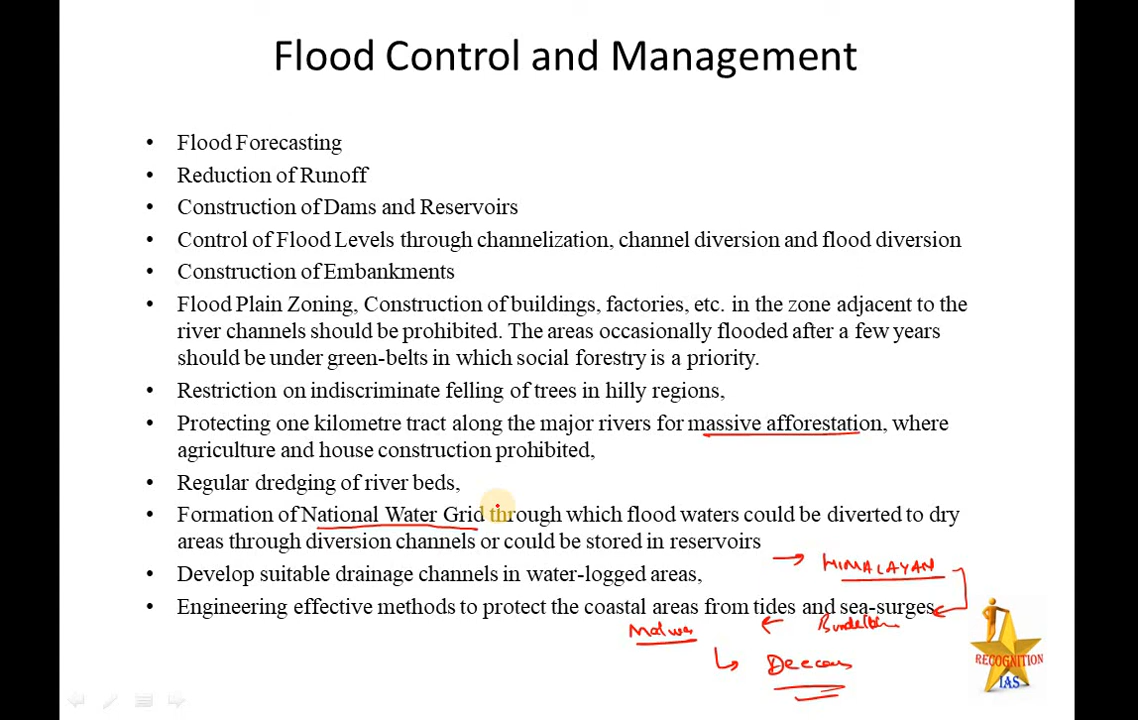 Flood Control and Management
• Flood Forecasting
• Reduction of Runoff
• Construction of Dams and Reservoirs
• Control of Flood Levels through channelization, channel diversion and flood diversion
• Construction of Embankments
• Flood Plain Zoning, Construction of buildings, factories, etc. in the zone adjacent to the
river channels should be prohibited. The areas occasionally flooded after a few years
should be under green-belts in which social forestry is a priority.
• Restriction on indiscriminate felling of trees in hilly regions,
• Protecting one kilometre tract along the major rivers for massive afforestation, where
agriculture and house construction prohibited,
• Regular dredging of river beds,
• Formation of National Water Grid through which flood waters could be diverted to dry
areas through diversion channels or could be stored in reservoirs
→ HIMALAYAN
• Develop suitable drainage channels in water-logged areas,
• Engineering effective methods to protect the coastal areas from tides and sea-surges
Malwa ←
↳ Deccan
RECOGNITION
IAS